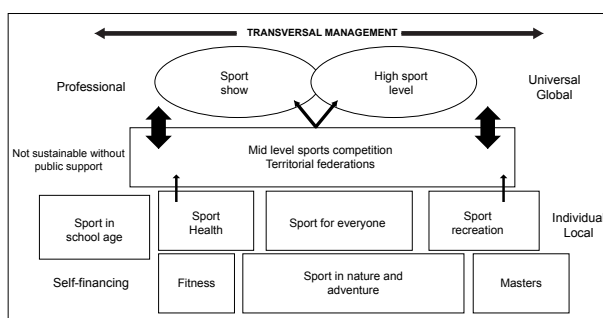 TRANSVERSAL MANAGEMENT
Professional
Sport
show
High sport
level
Universal
Global
Not sustainable without
public support
Mid level sports competition
Territorial federations
Sport in
school age
Sport
Health
Sport for everyone
Sport
recreation
Individual
Local
Self-financing
Fitness
Sport in nature and
adventure
Masters